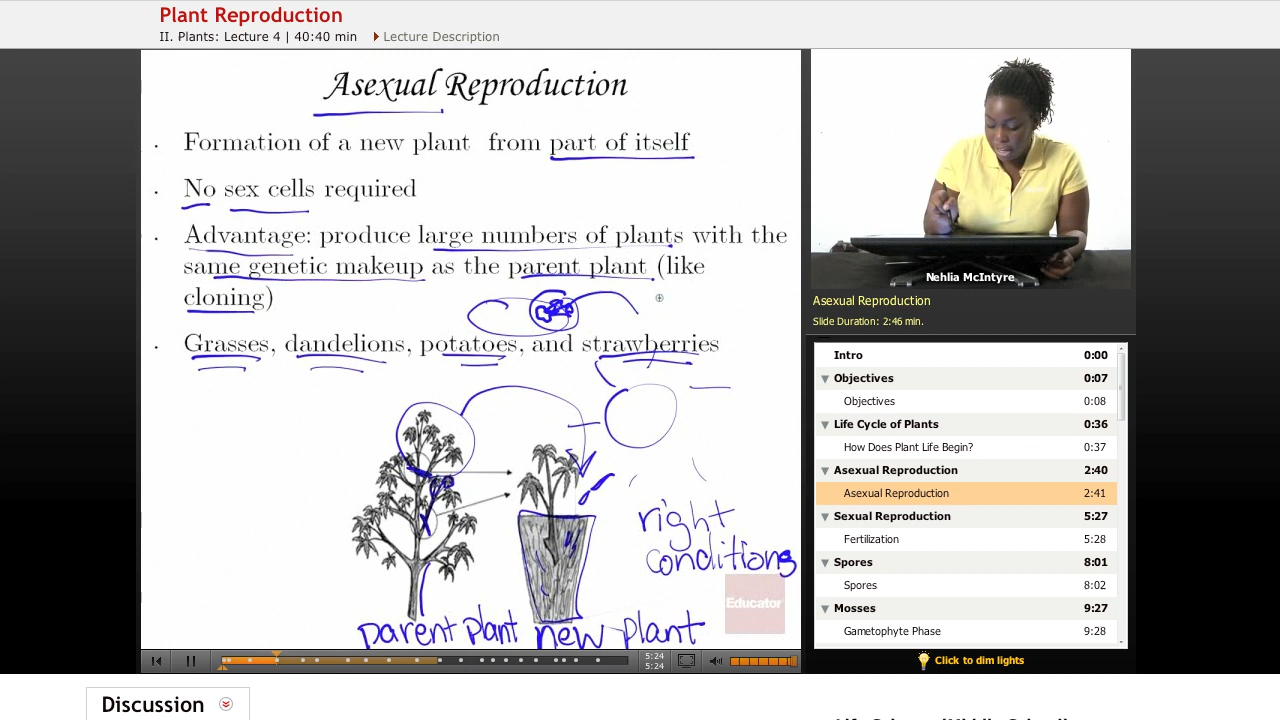 Plant Reproduction
II. Plants: Lecture 4 | 40:40 min
Lecture Description
Asexual Reproduction
. Formation of a new plant from part of itself
. No sex cells required
. Advantage: produce large numbers of plants with the
same genetic makeup as the parent plant (like
cloning)
. Grasses, dandelions, potatoes, and strawberries
right
conditions
Educator
parent plant new plant
5:24
5:24
Nehlia McIntyre
Asexual Reproduction
Slide Duration: 2:46 min.
Intro 0:00
Objectives 0:07
Objectives 0:08
Life Cycle of Plants 0:36
How Does Plant Life Begin? 0:37
Asexual Reproduction 2:40
Asexual Reproduction 2:41
Sexual Reproduction 5:27
Fertilization 5:28
Spores 8:01
Spores 8:02
Mosses 9:27
Gametophyte Phase 9:28
Click to dim lights
Discussion